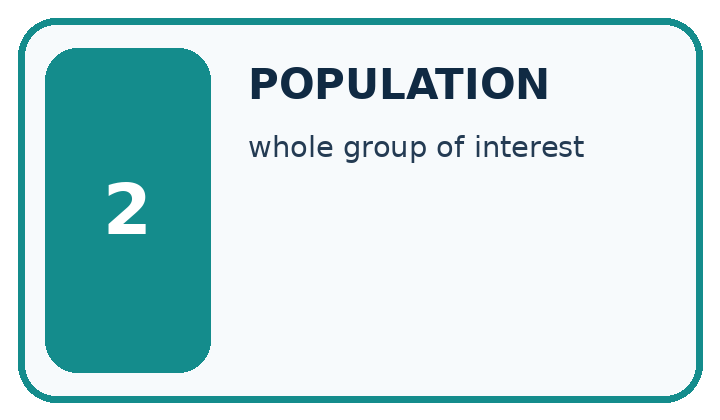 2
POPULATION
whole group of interest